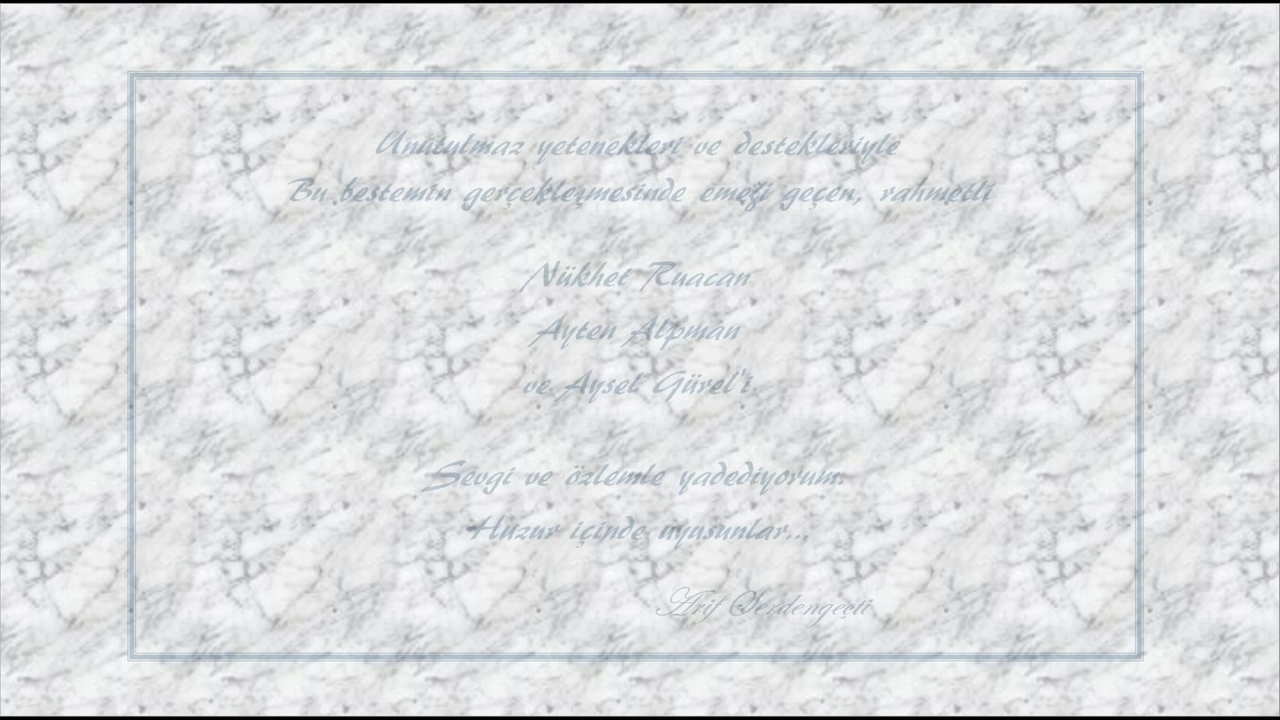 Unutulmaz yetenekleri ve destekleriyle
Bu bestemin gerçekleşmesinde emeği geçen, rahmetli
Nükhet Ruacan
Ayten Alpman
ve Aysel Gürel'i
Sevgi ve özlemle yadediyorum.
Huzur içinde uyusunlar...
Arif Serdengeçti